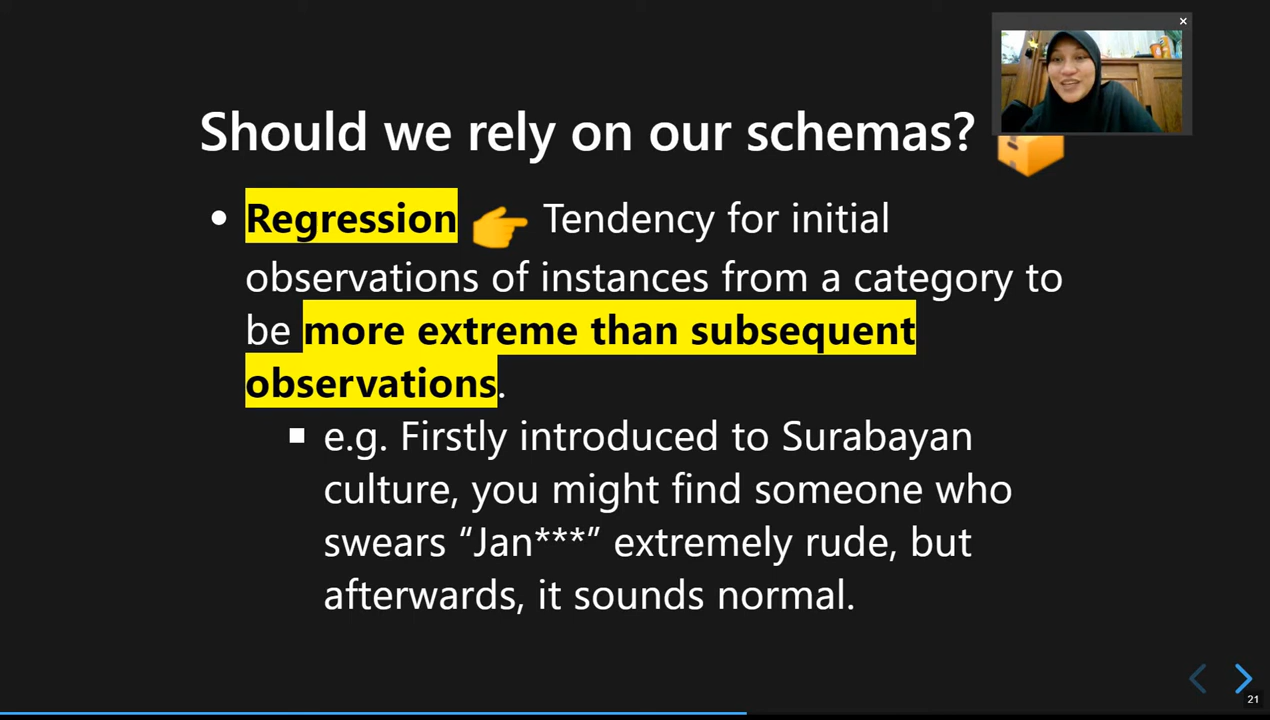 Should we rely on our schemas?
• Regression 👉 Tendency for initial
observations of instances from a category to
be more extreme than subsequent
observations.
▪ e.g. Firstly introduced to Surabayan
culture, you might find someone who
swears “Jan***” extremely rude, but
afterwards, it sounds normal.
21